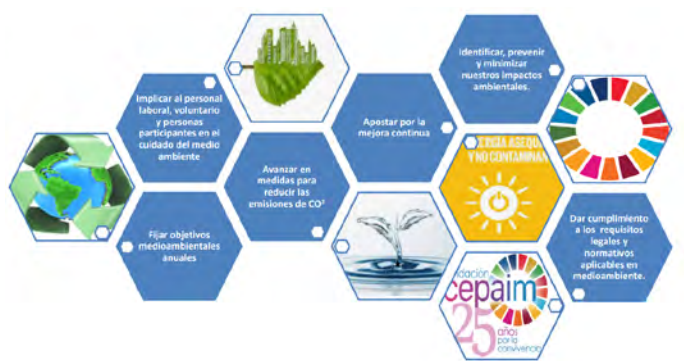 Implicar al personal
laboral, voluntario
y personas
participantes en el
cuidado del medio
ambiente
Fijar objetivos
medioambientales
anuales
Avanzar en
medidas para
reducir las
emisiones de CO²
Apostar por la
mejora continua
Identificar, prevenir
y minimizar
nuestros impactos
ambientales.
Y NO CONTAMINAN
Dar cumplimiento
a los requisitos
legales y
normativos
aplicables en
medioambiente.
dación
cepaim
25 años
por la
convivencia